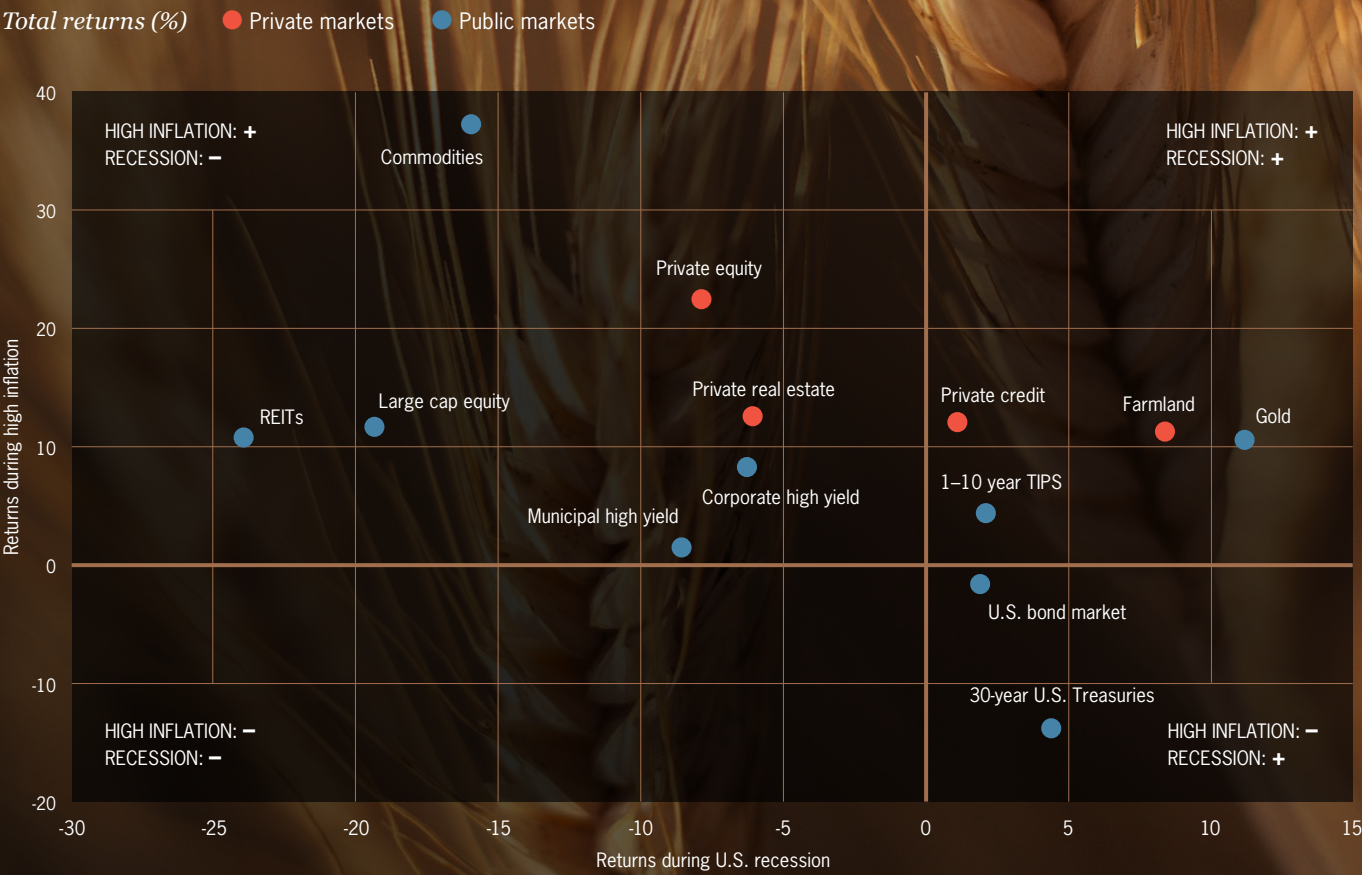 Total returns (%) Private markets Public markets
40
HIGH INFLATION: +
RECESSION: −
Commodities
HIGH INFLATION: +
RECESSION: +
30
Private equity
20
Returns during high inflation
REITs
Large cap equity
Private real estate
Private credit
Farmland
Gold
10
Corporate high yield
1–10 year TIPS
Municipal high yield
0
U.S. bond market
-10
30-year U.S. Treasuries
HIGH INFLATION: −
RECESSION: −
HIGH INFLATION: −
RECESSION: +
-20
-30 -25 -20 -15 -10 -5 0 5 10 15
Returns during U.S. recession